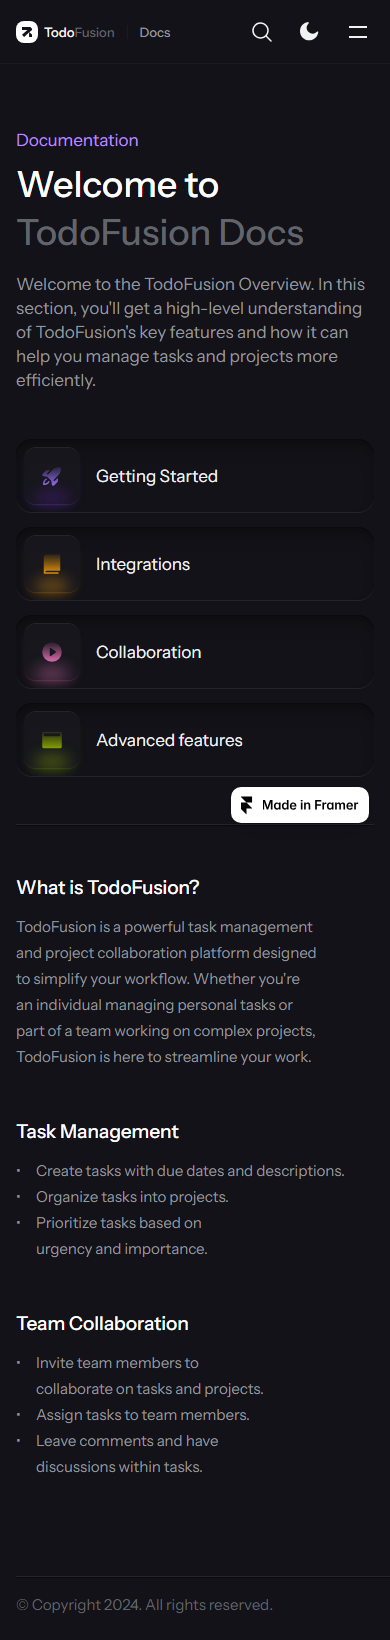 TodoFusion Docs
Documentation
Welcome to
TodoFusion Docs
Welcome to the TodoFusion Overview. In this
section, you'll get a high-level understanding
of TodoFusion's key features and how it can
help you manage tasks and projects more
efficiently.
Getting Started
Integrations
Collaboration
Advanced features
Made in Framer
What is TodoFusion?
TodoFusion is a powerful task management
and project collaboration platform designed
to simplify your workflow. Whether you're
an individual managing personal tasks or
part of a team working on complex projects,
TodoFusion is here to streamline your work.
Task Management
• Create tasks with due dates and descriptions.
• Organize tasks into projects.
• Prioritize tasks based on
urgency and importance.
Team Collaboration
• Invite team members to
collaborate on tasks and projects.
• Assign tasks to team members.
• Leave comments and have
discussions within tasks.
© Copyright 2024. All rights reserved.